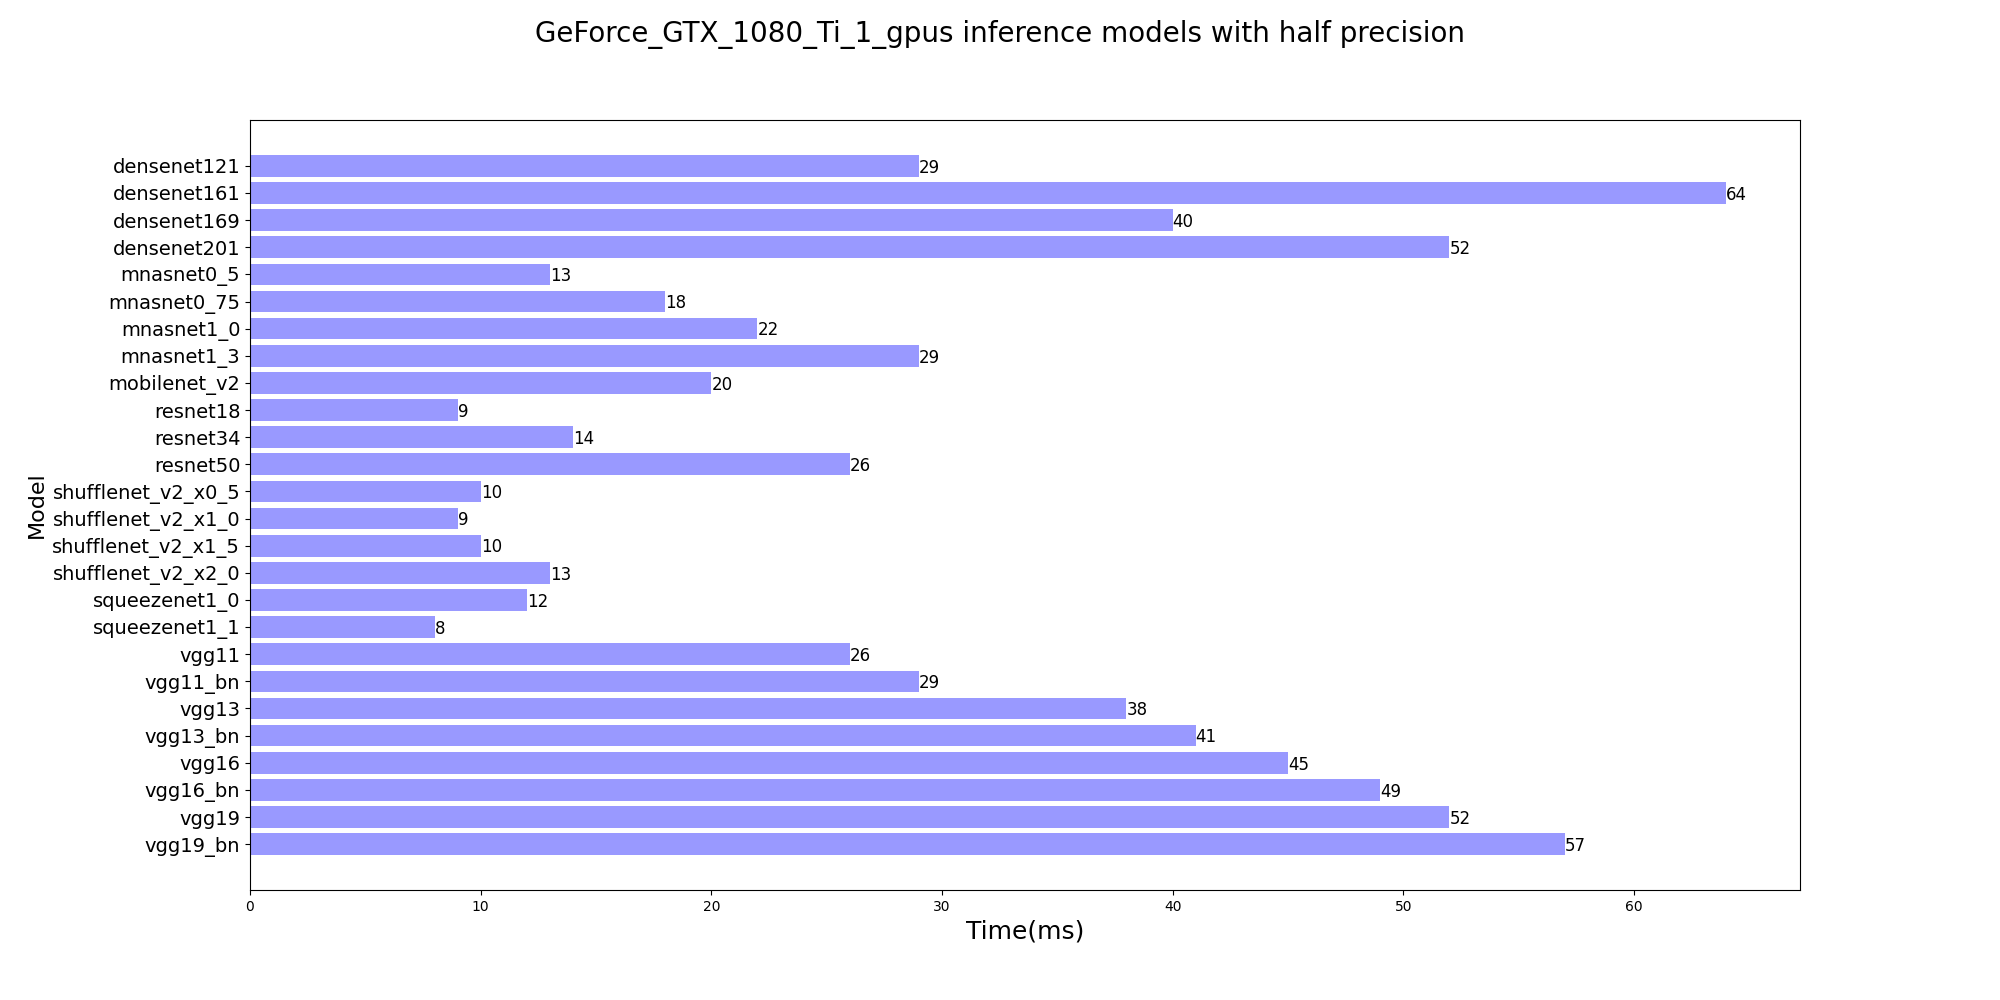 GeForce_GTX_1080_Ti_1_gpus inference models with half precision
densenet121 29
densenet161 64
densenet169 40
densenet201 52
mnasnet0_5 13
mnasnet0_75 18
mnasnet1_0 22
mnasnet1_3 29
mobilenet_v2 20
resnet18 9
resnet34 14
resnet50 26
shufflenet_v2_x0_5 10
shufflenet_v2_x1_0 9
shufflenet_v2_x1_5 10
shufflenet_v2_x2_0 13
squeezenet1_0 12
squeezenet1_1 8
vgg11 26
vgg11_bn 29
vgg13 38
vgg13_bn 41
vgg16 45
vgg16_bn 49
vgg19 52
vgg19_bn 57
Model
0 10 20 30 40 50 60
Time(ms)